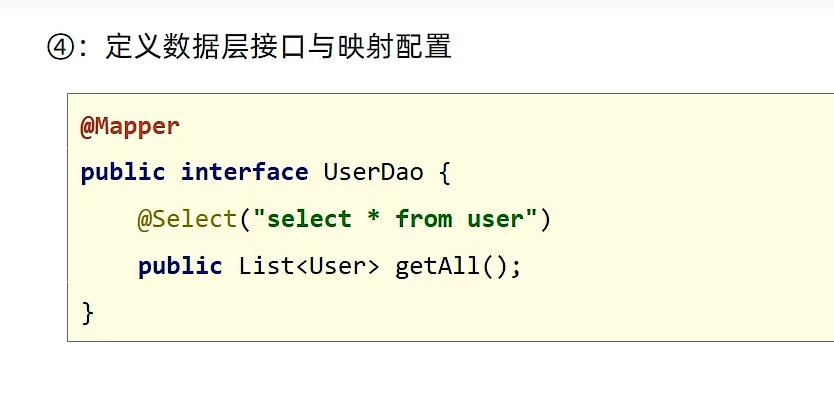 ④：定义数据层接口与映射配置
@Mapper
public interface UserDao {
    @Select("select * from user")
    public List<User> getAll();
}